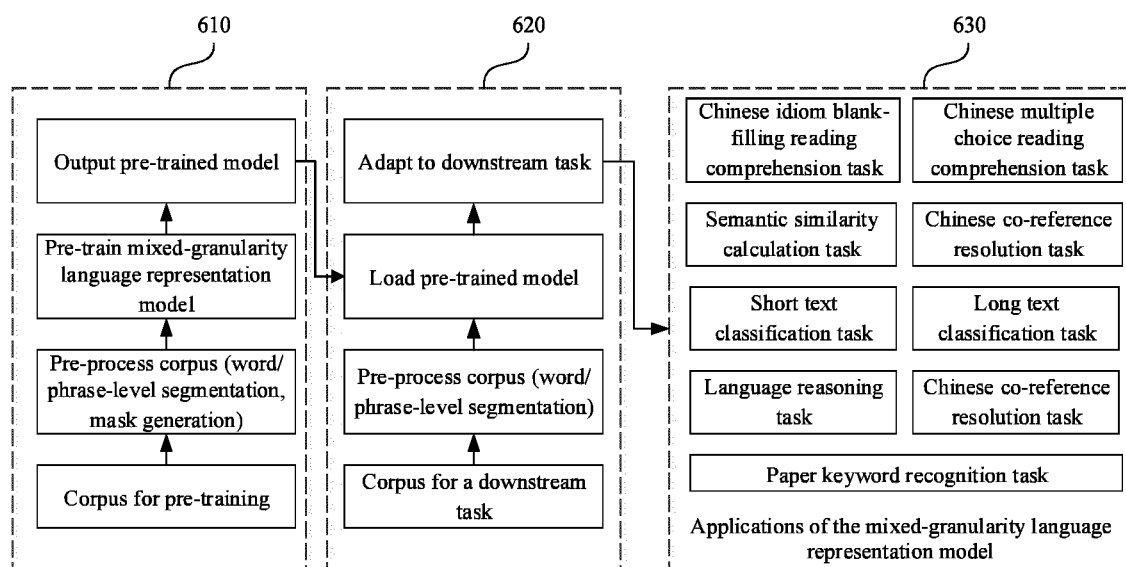 610
620
630
Output pre-trained model
Pre-train mixed-granularity
language representation
model
Pre-process corpus (word/
phrase-level segmentation,
mask generation)
Corpus for pre-training
Adapt to downstream task
Load pre-trained model
Pre-process corpus (word/
phrase-level segmentation)
Corpus for a downstream
task
Chinese idiom blank-
filling reading
comprehension task
Chinese multiple
choice reading
comprehension task
Semantic similarity
calculation task
Chinese co-reference
resolution task
Short text
classification task
Long text
classification task
Language reasoning
task
Chinese co-reference
resolution task
Paper keyword recognition task
Applications of the mixed-granularity language
representation model